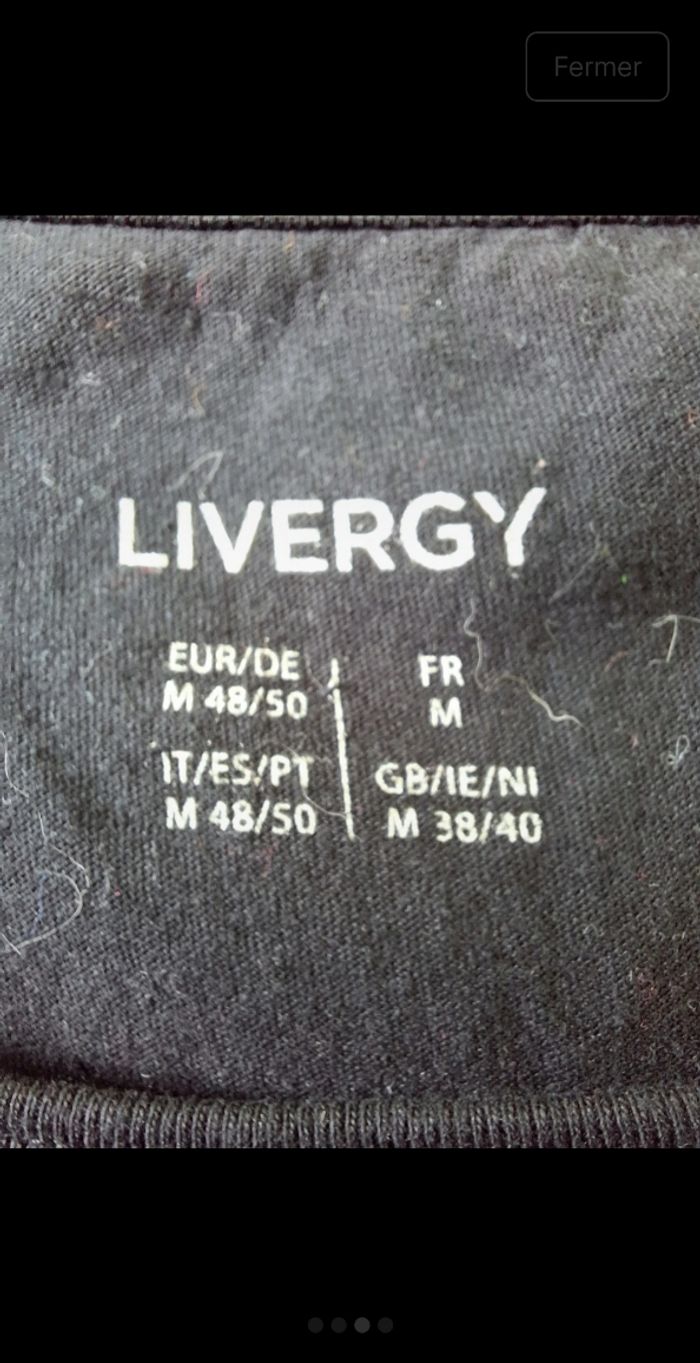 Fermer
LIVERGY
EUR/DE
M 48/50
FR
M
IT/ES/PT
M 48/50
GB/IE/NI
M 38/40